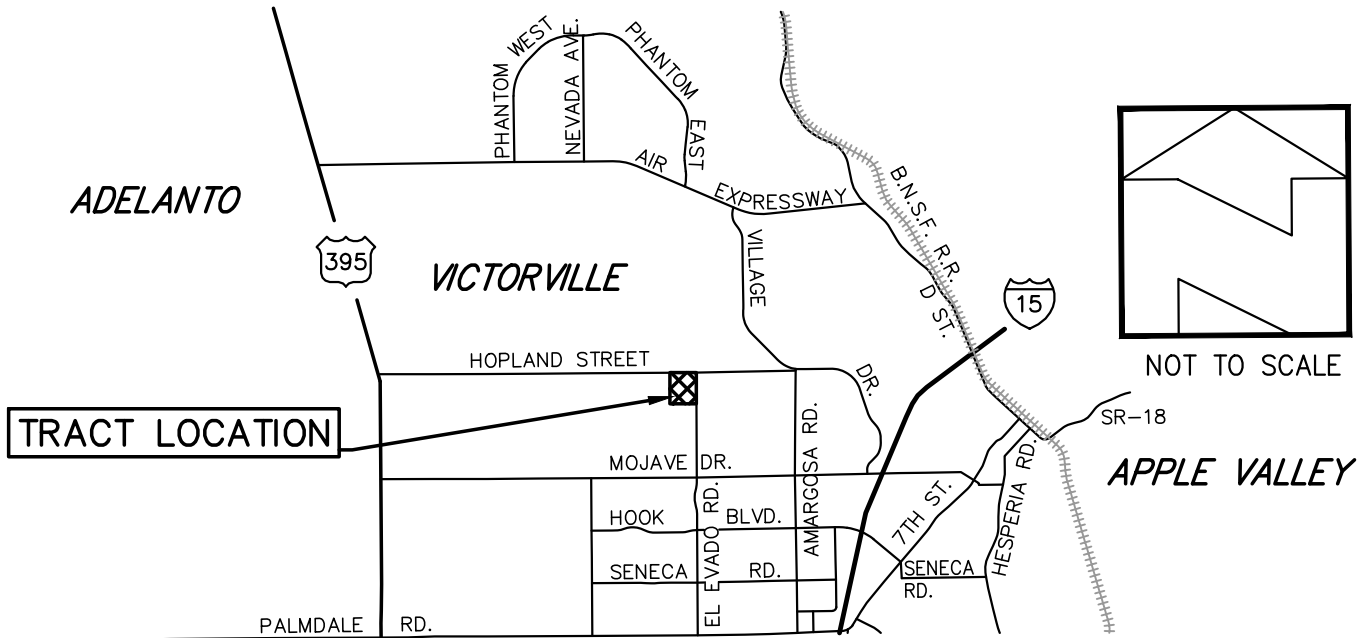 PHANTOM WEST
NEVADA AVE.
PHANTOM EAST
AIR EXPRESSWAY
B.N.S.F. R.R.
D ST.
ADELANTO
395
VICTORVILLE
VILLAGE DR.
15
NOT TO SCALE
HOPLAND STREET
TRACT LOCATION
SR-18
APPLE VALLEY
MOJAVE DR.
AMARGOSA RD.
EL EVADO RD.
HOOK BLVD.
7TH ST.
HESPERIA RD.
SENECA RD.
SENECA
RD.
PALMDALE RD.